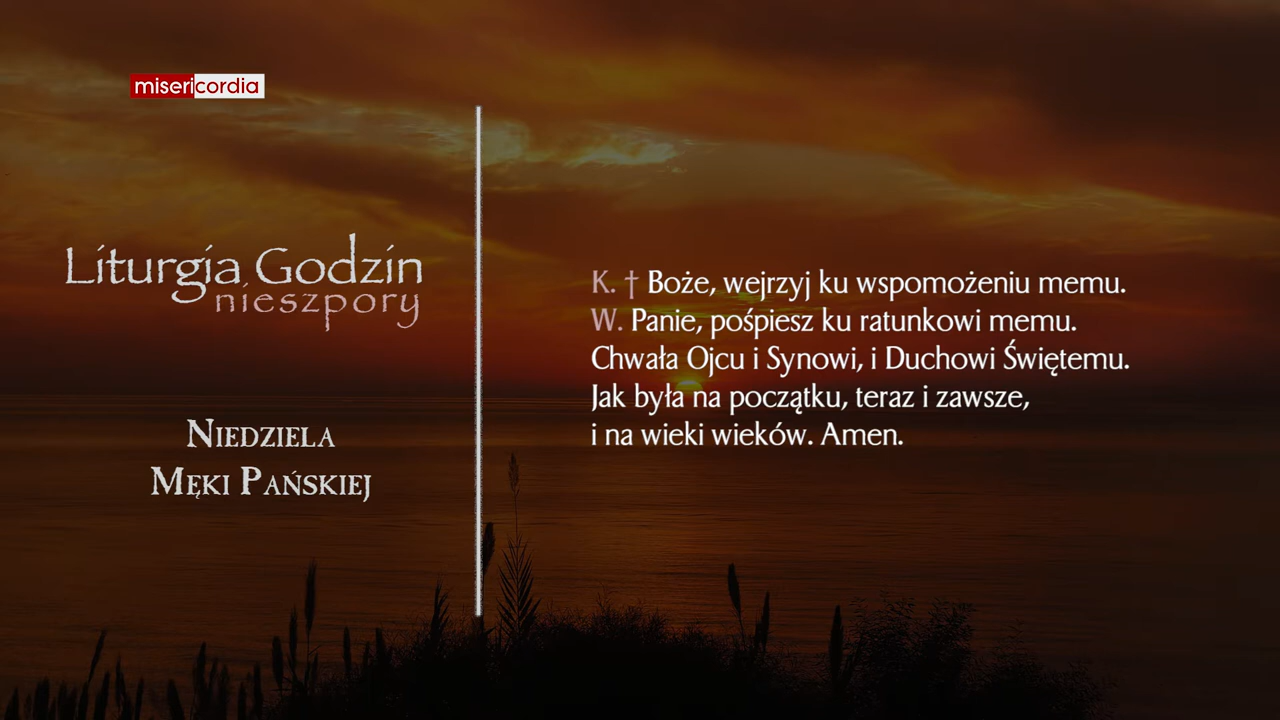 misericordia
Liturgia Godzin
nieszpory
Niedziela
Męki Pańskiej
K. † Boże, wejrzyj ku wspomożeniu memu.
W. Panie, pośpiesz ku ratunkowi memu.
Chwała Ojcu i Synowi, i Duchowi Świętemu.
Jak była na początku, teraz i zawsze,
i na wieki wieków. Amen.